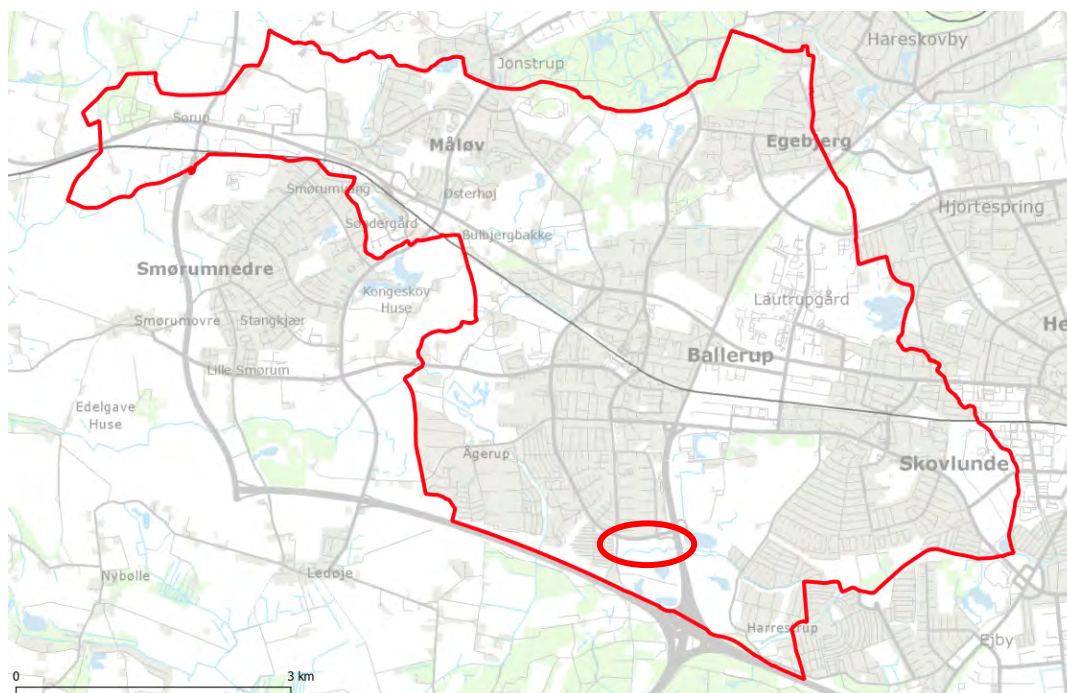 Hareskovby
Jonstrup
Sørup
Måløv
Egebjerg
Smørumvang
Osterhøj
Hjortespring
Søndergård
Bulbjergbakke
Smørumnedre
Kongeskov
Huse
Lautrupgård
Smørumovre
Stangkjær
He
Ballerup
Lille Smørum
Edelgave
Huse
Ågerup
Skovlunde
Nybølle
Ledøje
Harrestrup
Ejby
0 3 km